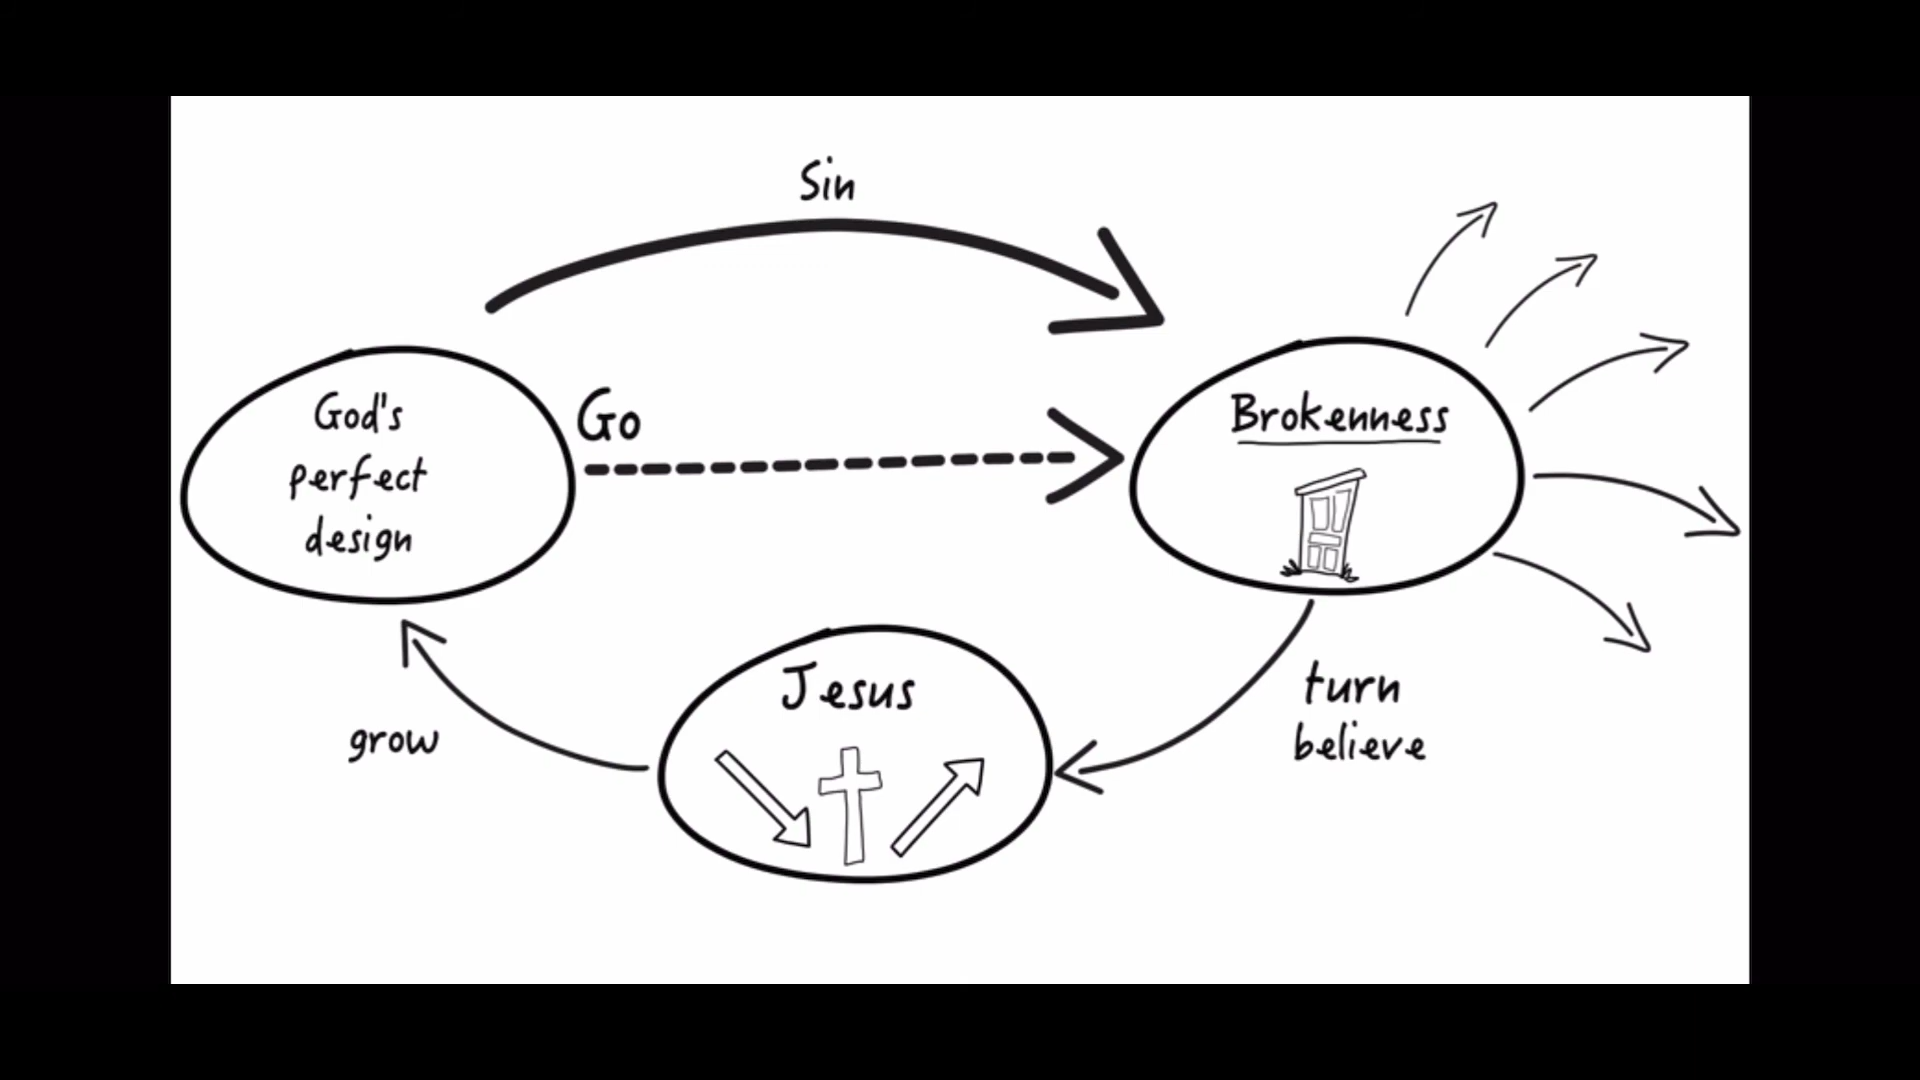 Sin
God's
perfect
design
Go
Brokenness
Jesus
turn
believe
grow